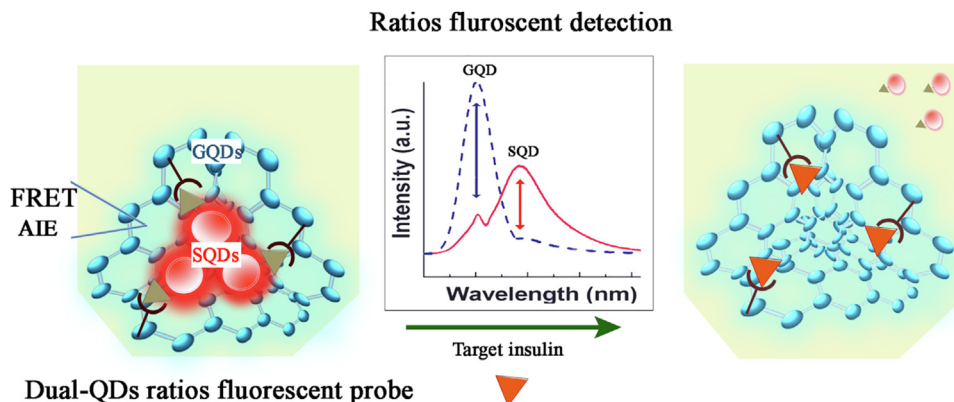 Ratios fluroscent detection
GQDs
FRET
AIE
SQDs
GQD
SQD
Intensity (a.u.)
Wavelength (nm)
Target insulin
Dual-QDs ratios fluorescent probe